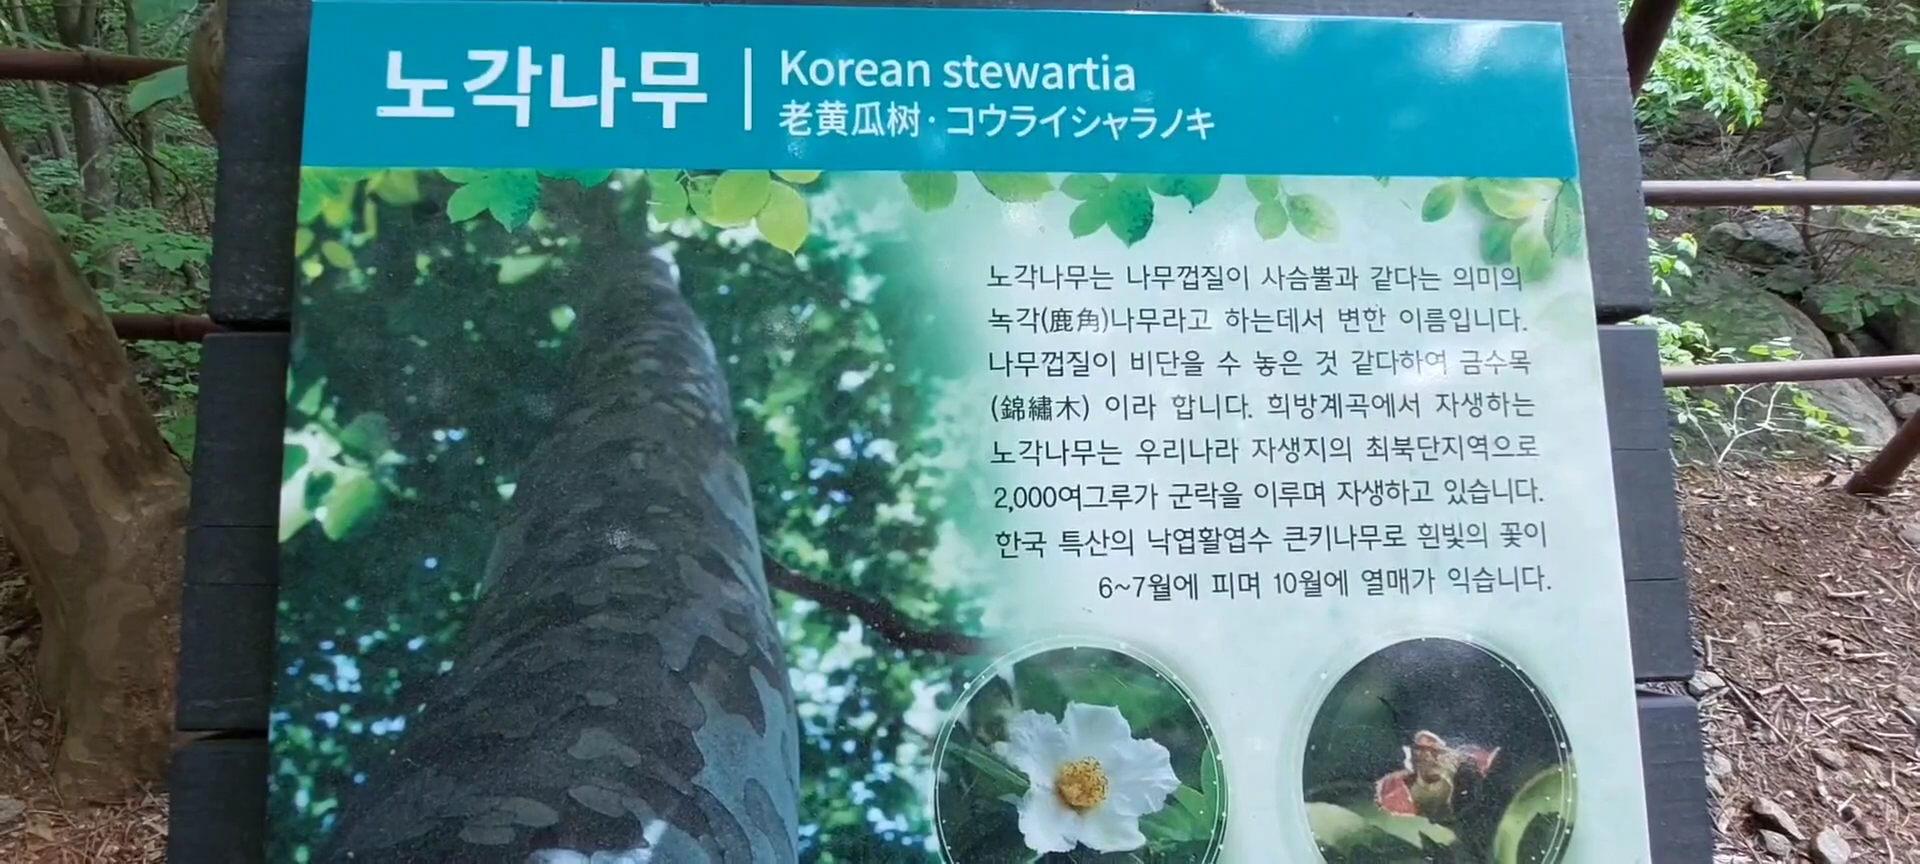 노각나무
Korean stewartia
老黄瓜树 · コウライシャラノキ
노각나무는 나무껍질이 사슴뿔과 같다는 의미의
녹각(鹿角)나무라고 하는데서 변한 이름입니다.
나무껍질이 비단을 수 놓은 것 같다하여 금수목
(錦繡木) 이라 합니다. 희방계곡에서 자생하는
노각나무는 우리나라 자생지의 최북단지역으로
2,000여그루가 군락을 이루며 자생하고 있습니다.
한국 특산의 낙엽활엽수 큰키나무로 흰빛의 꽃이
6~7월에 피며 10월에 열매가 익습니다.